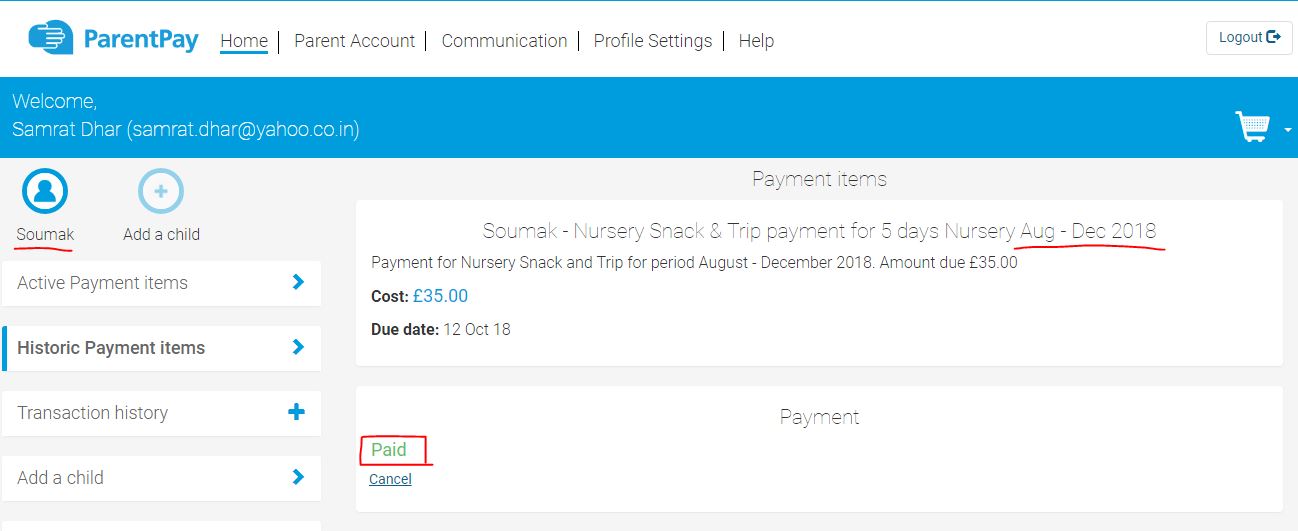 ParentPay
Home
Parent Account
Communication
Profile Settings
Help
Logout
Welcome,
Samrat Dhar (samrat.dhar@yahoo.co.in)
Soumak
Add a child
Active Payment items
Historic Payment items
Transaction history
Add a child
Payment items
Soumak - Nursery Snack & Trip payment for 5 days Nursery Aug - Dec 2018
Payment for Nursery Snack and Trip for period August - December 2018. Amount due £35.00
Cost: £35.00
Due date: 12 Oct 18
Payment
Paid
Cancel